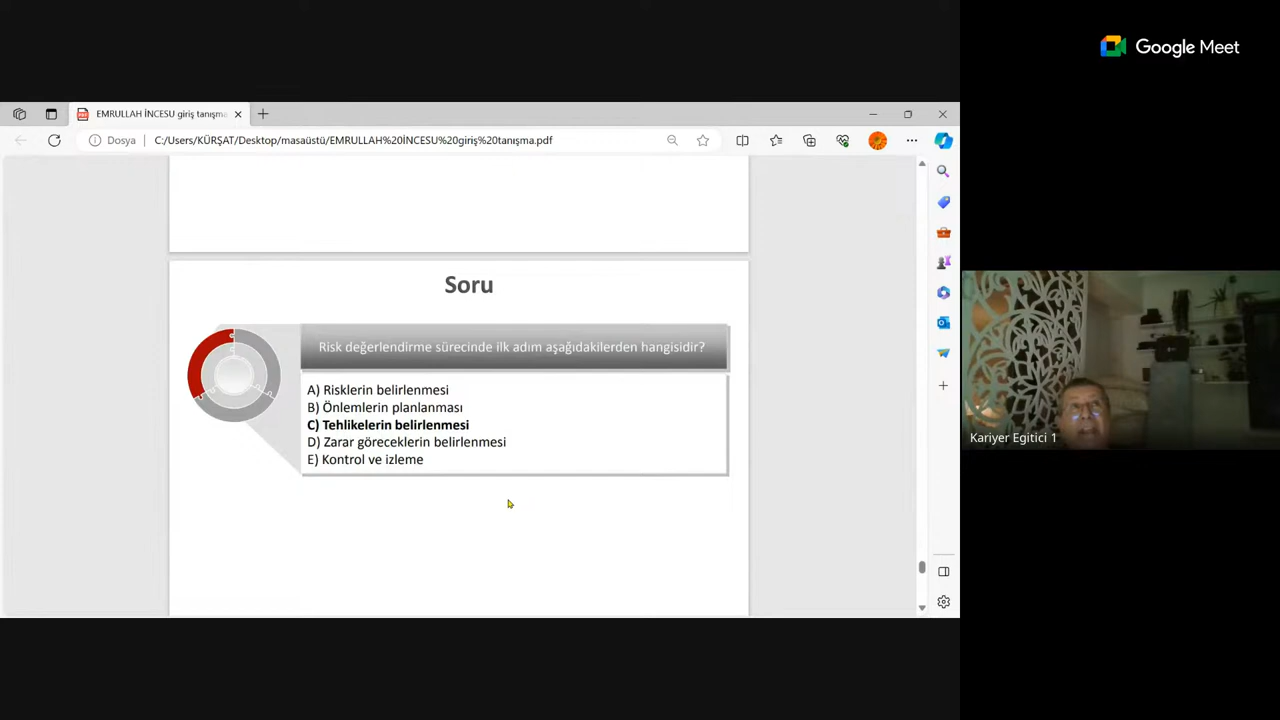 Google Meet
EMRULLAH İNCESU giriş tanışma
Dosya
C:/Users/KÜRŞAT/Desktop/masaüstü/EMRULLAH%20İNCESU%20giriş%20tanışma.pdf
Soru
Risk değerlendirme sürecinde ilk adım aşağıdakilerden hangisidir?
A) Risklerin belirlenmesi
B) Önlemlerin planlanması
C) Tehlikelerin belirlenmesi
D) Zarar göreceklerin belirlenmesi
E) Kontrol ve izleme
Kariyer Egitici 1